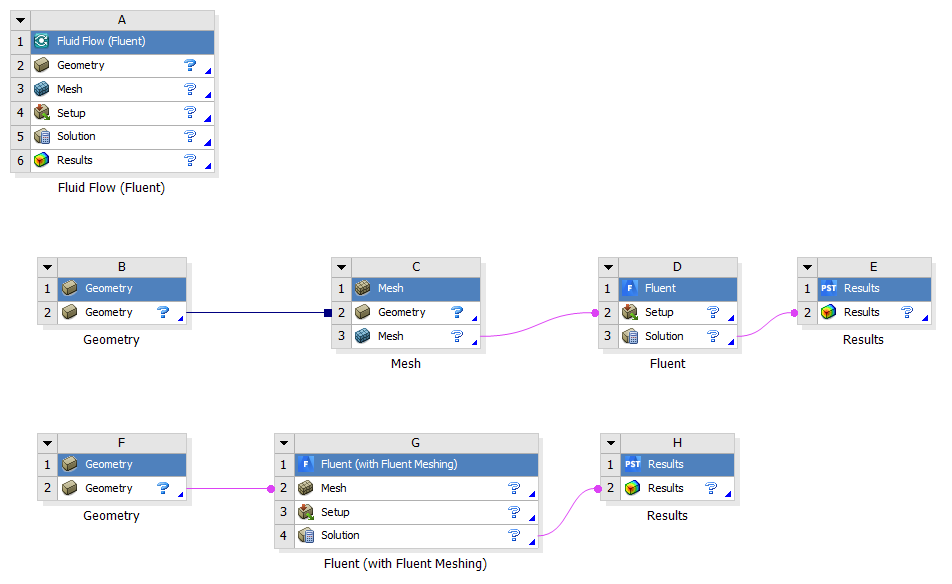 A
1 Fluid Flow (Fluent)
2 Geometry ?
3 Mesh ?
4 Setup ?
5 Solution ?
6 Results ?
Fluid Flow (Fluent)
B
1 Geometry
2 Geometry ?
Geometry
C
1 Mesh
2 Geometry ?
3 Mesh ?
Mesh
D
1 F Fluent
2 Setup ?
3 Solution ?
Fluent
E
1 PST Results
2 Results ?
Results
F
1 Geometry
2 Geometry ?
Geometry
G
1 F Fluent (with Fluent Meshing)
2 Mesh ?
3 Setup ?
4 Solution ?
Fluent (with Fluent Meshing)
H
1 PST Results
2 Results ?
Results